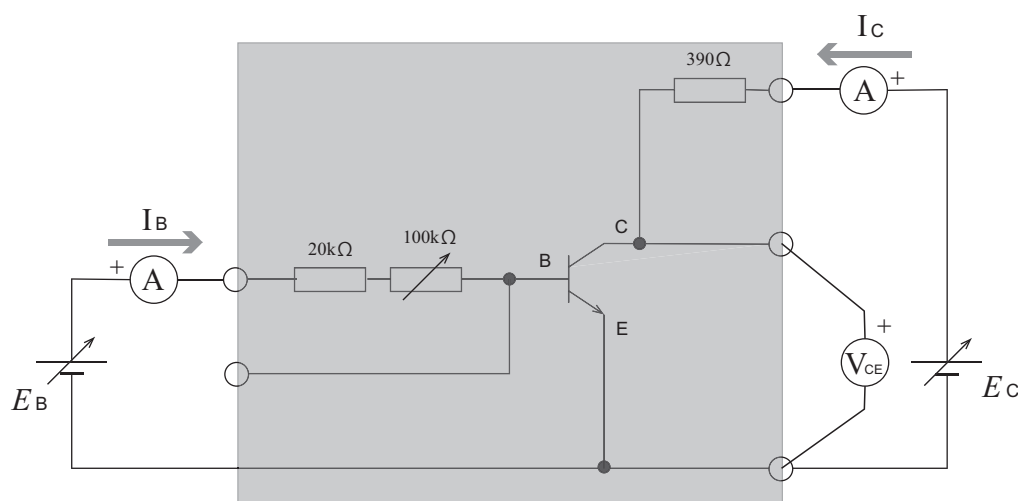 IC
390Ω
A
+
IB
20kΩ
100kΩ
C
B
+
A
E
+
VCE
EB
EC